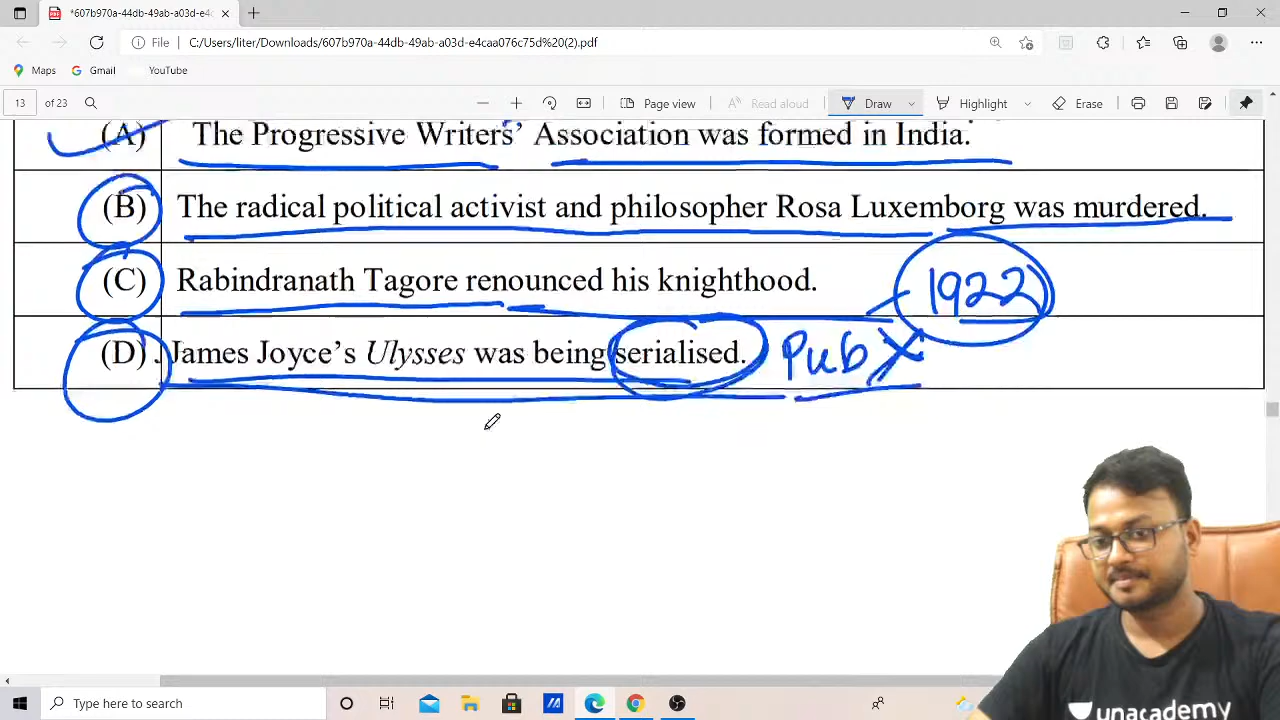 *607b970a-44db-49ab-a03d-e4c
File C:/Users/liter/Downloads/607b970a-44db-49ab-a03d-e4caa076c75d%20(2).pdf
Maps Gmail YouTube
13 of 23 Page view Read aloud Draw Highlight Erase
(A) The Progressive Writers’ Association was formed in India.
(B) The radical political activist and philosopher Rosa Luxemborg was murdered.
(C) Rabindranath Tagore renounced his knighthood.
1922
(D) . James Joyce’s Ulysses was being serialised. Pub
unacademy
Type here to search